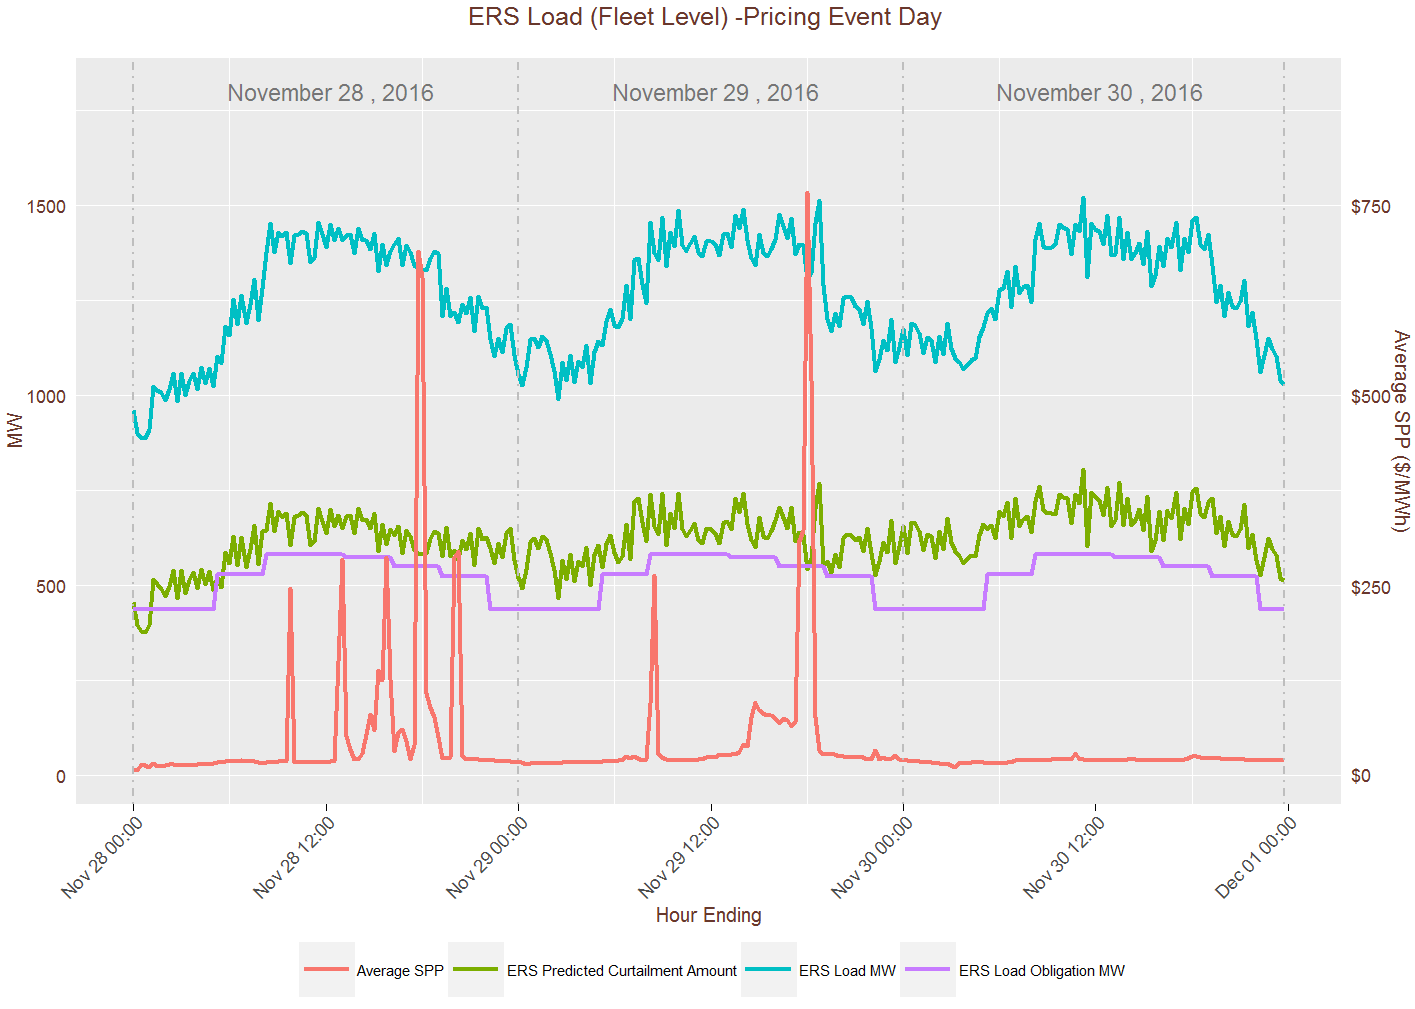 ERS Load (Fleet Level) -Pricing Event Day
November 28 , 2016
November 29 , 2016
November 30 , 2016
1500
1000
500
0
MW
$750
$500
$250
$0
Average SPP ($/MWh)
Nov 28 00:00
Nov 28 12:00
Nov 29 00:00
Nov 29 12:00
Nov 30 00:00
Nov 30 12:00
Dec 01 00:00
Hour Ending
Average SPP
ERS Predicted Curtailment Amount
ERS Load MW
ERS Load Obligation MW